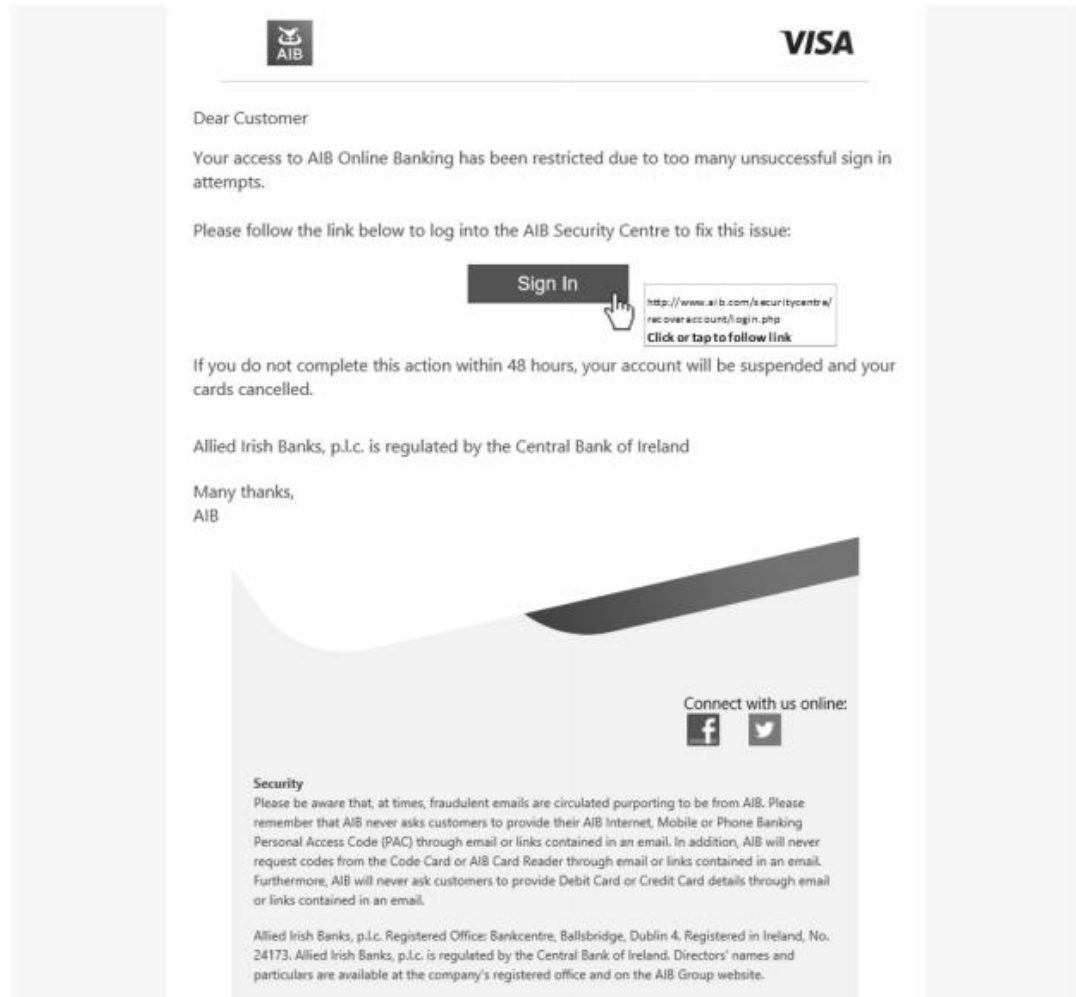 AIB
VISA
Dear Customer
Your access to AIB Online Banking has been restricted due to too many unsuccessful sign in
attempts.
Please follow the link below to log into the AIB Security Centre to fix this issue:
Sign In
http://www.aib.com/securitycentre/
recoveraccount/login.php
Click or tap to follow link
If you do not complete this action within 48 hours, your account will be suspended and your
cards cancelled.
Allied Irish Banks, p.l.c. is regulated by the Central Bank of Ireland
Many thanks,
AIB
Connect with us online:
Security
Please be aware that, at times, fraudulent emails are circulated purporting to be from AIB. Please
remember that AIB never asks customers to provide their AIB Internet, Mobile or Phone Banking
Personal Access Code (PAC) through email or links contained in an email. In addition, AIB will never
request codes from the Code Card or AIB Card Reader through email or links contained in an email.
Furthermore, AIB will never ask customers to provide Debit Card or Credit Card details through email
or links contained in an email.
Allied Irish Banks, p.l.c. Registered Office: Bankcentre, Ballsbridge, Dublin 4. Registered in Ireland, No.
24173. Allied Irish Banks, p.l.c. is regulated by the Central Bank of Ireland. Directors' names and
particulars are available at the company's registered office and on the AIB Group website.